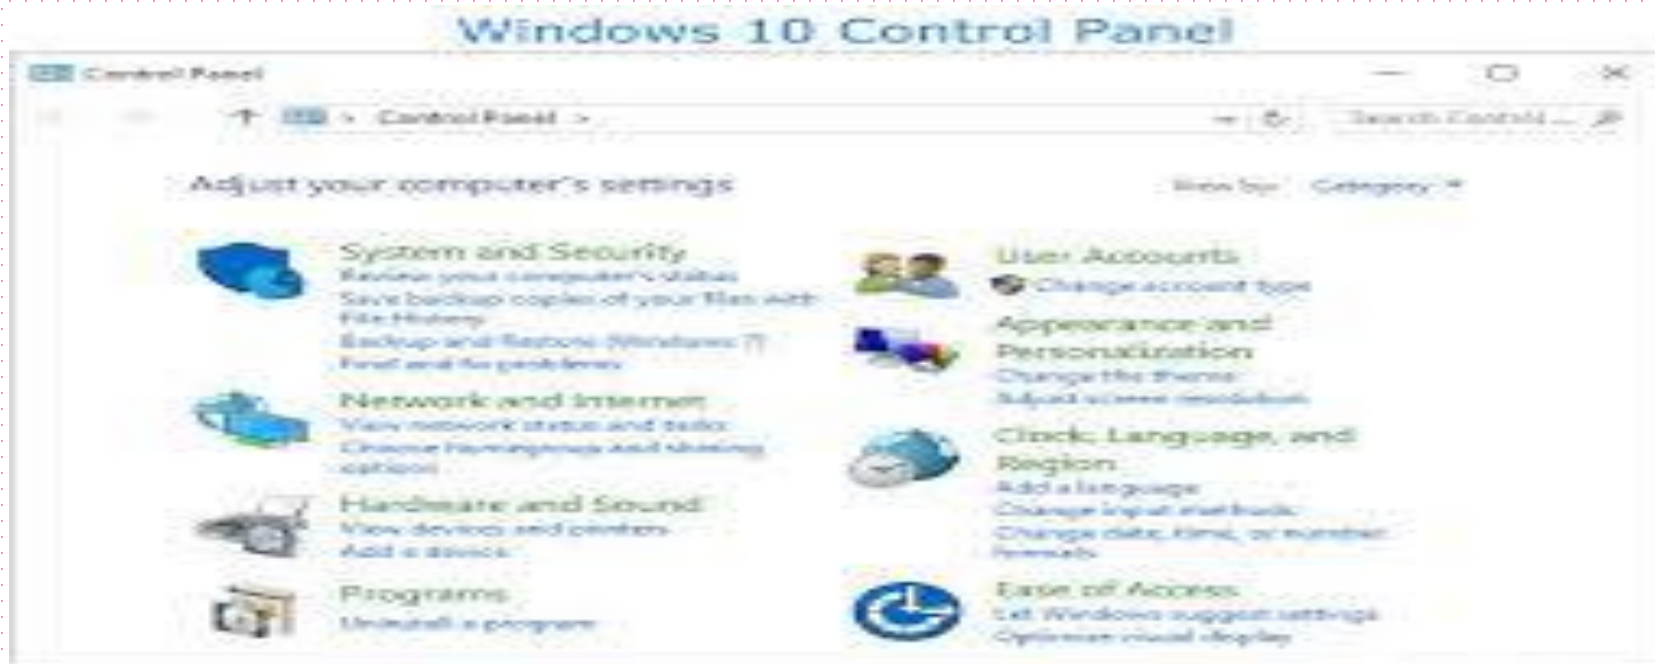 Windows 10 Control Panel
Control Panel
Control Panel
Search Control...
Adjust your computer's settings
View by: Category
System and Security
Review your computer's status
Save backup copies of your files with
File History
Backup and Restore (Windows 7)
Find and fix problems
Network and Internet
View network status and tasks
Choose homegroup and sharing
options
Hardware and Sound
View devices and printers
Add a device
Programs
Uninstall a program
User Accounts
Change account type
Appearance and
Personalization
Change the theme
Adjust screen resolution
Clock, Language, and
Region
Add a language
Change input methods
Change date, time, or number
formats
Ease of Access
Let Windows suggest settings
Optimize visual display